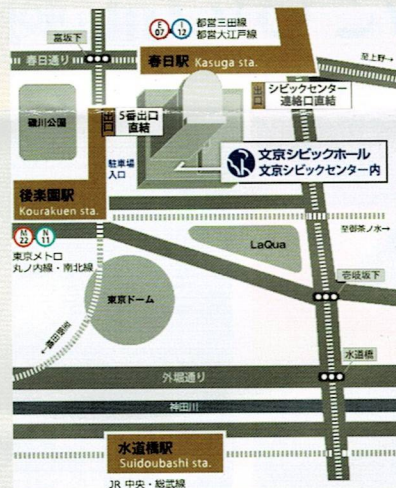 E
07
I
12
都営三田線
都営大江戸線
富坂下
春日通り
春日駅 Kasuga sta.
至上野→
出口
シビックセンター
連絡口直結
礫川公園
出口
5番出口
直結
駐車場
入口
文京シビックホール
文京シビックセンター内
後楽園駅
Kourakuen sta.
M
22
N
11
東京メトロ
丸ノ内線・南北線
至御茶ノ水→
LaQua
東京ドーム
壱岐坂下
至飯田橋→
水道橋
外堀通り
神田川
水道橋駅
Suidoubashi sta.
JR 中央・総武線